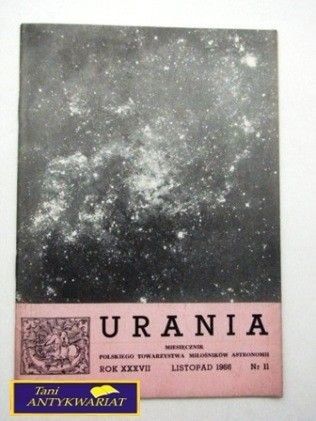 URANIA
MIESIĘCZNIK
POLSKIEGO TOWARZYSTWA MIŁOŚNIKÓW ASTRONOMII
ROK XXXVII LISTOPAD 1966 Nr 11
Tani
ANTYKWARIAT